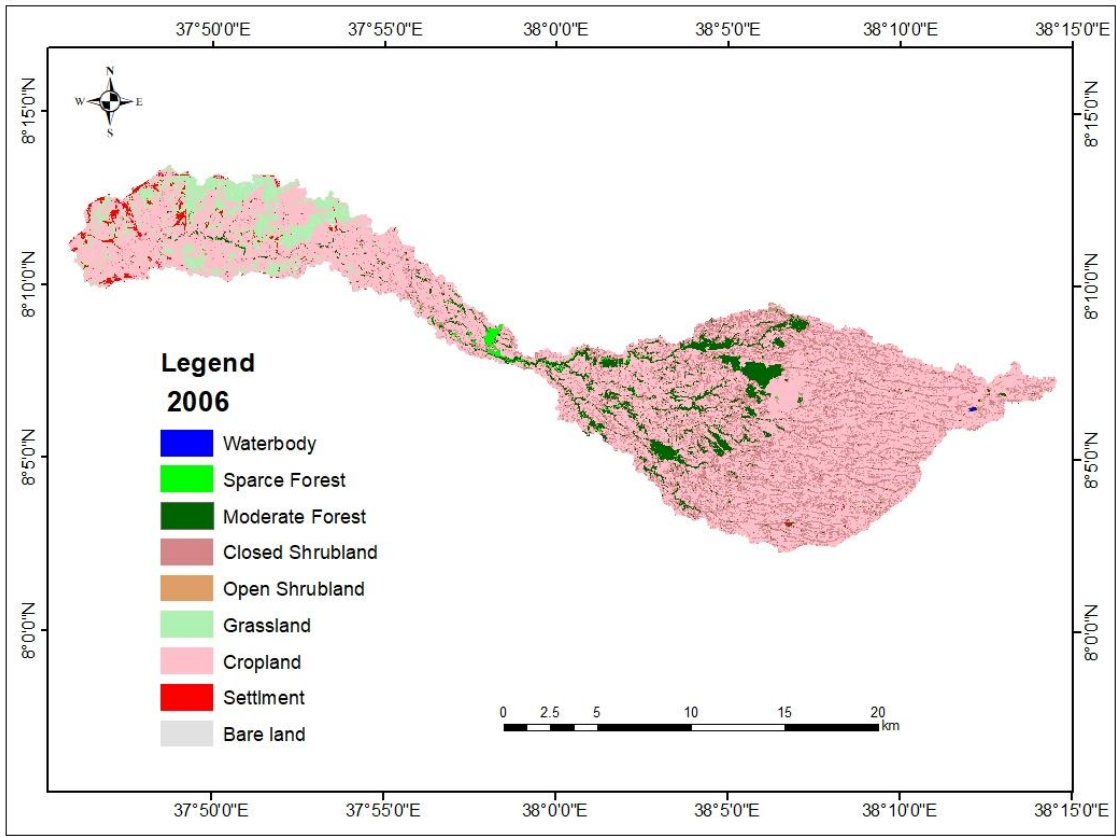 37°50'0"E 37°55'0"E 38°0'0"E 38°5'0"E 38°10'0"E 38°15'0"E
N
W E
S
8°15'0"N 8°15'0"N
8°10'0"N 8°10'0"N
Legend
2006
Waterbody
Sparce Forest
Moderate Forest
Closed Shrubland
Open Shrubland
Grassland
Cropland
Settlment
Bare land
8°5'0"N 8°5'0"N
8°0'0"N 8°0'0"N
0 2.5 5 10 15 20
km
37°50'0"E 37°55'0"E 38°0'0"E 38°5'0"E 38°10'0"E 38°15'0"E